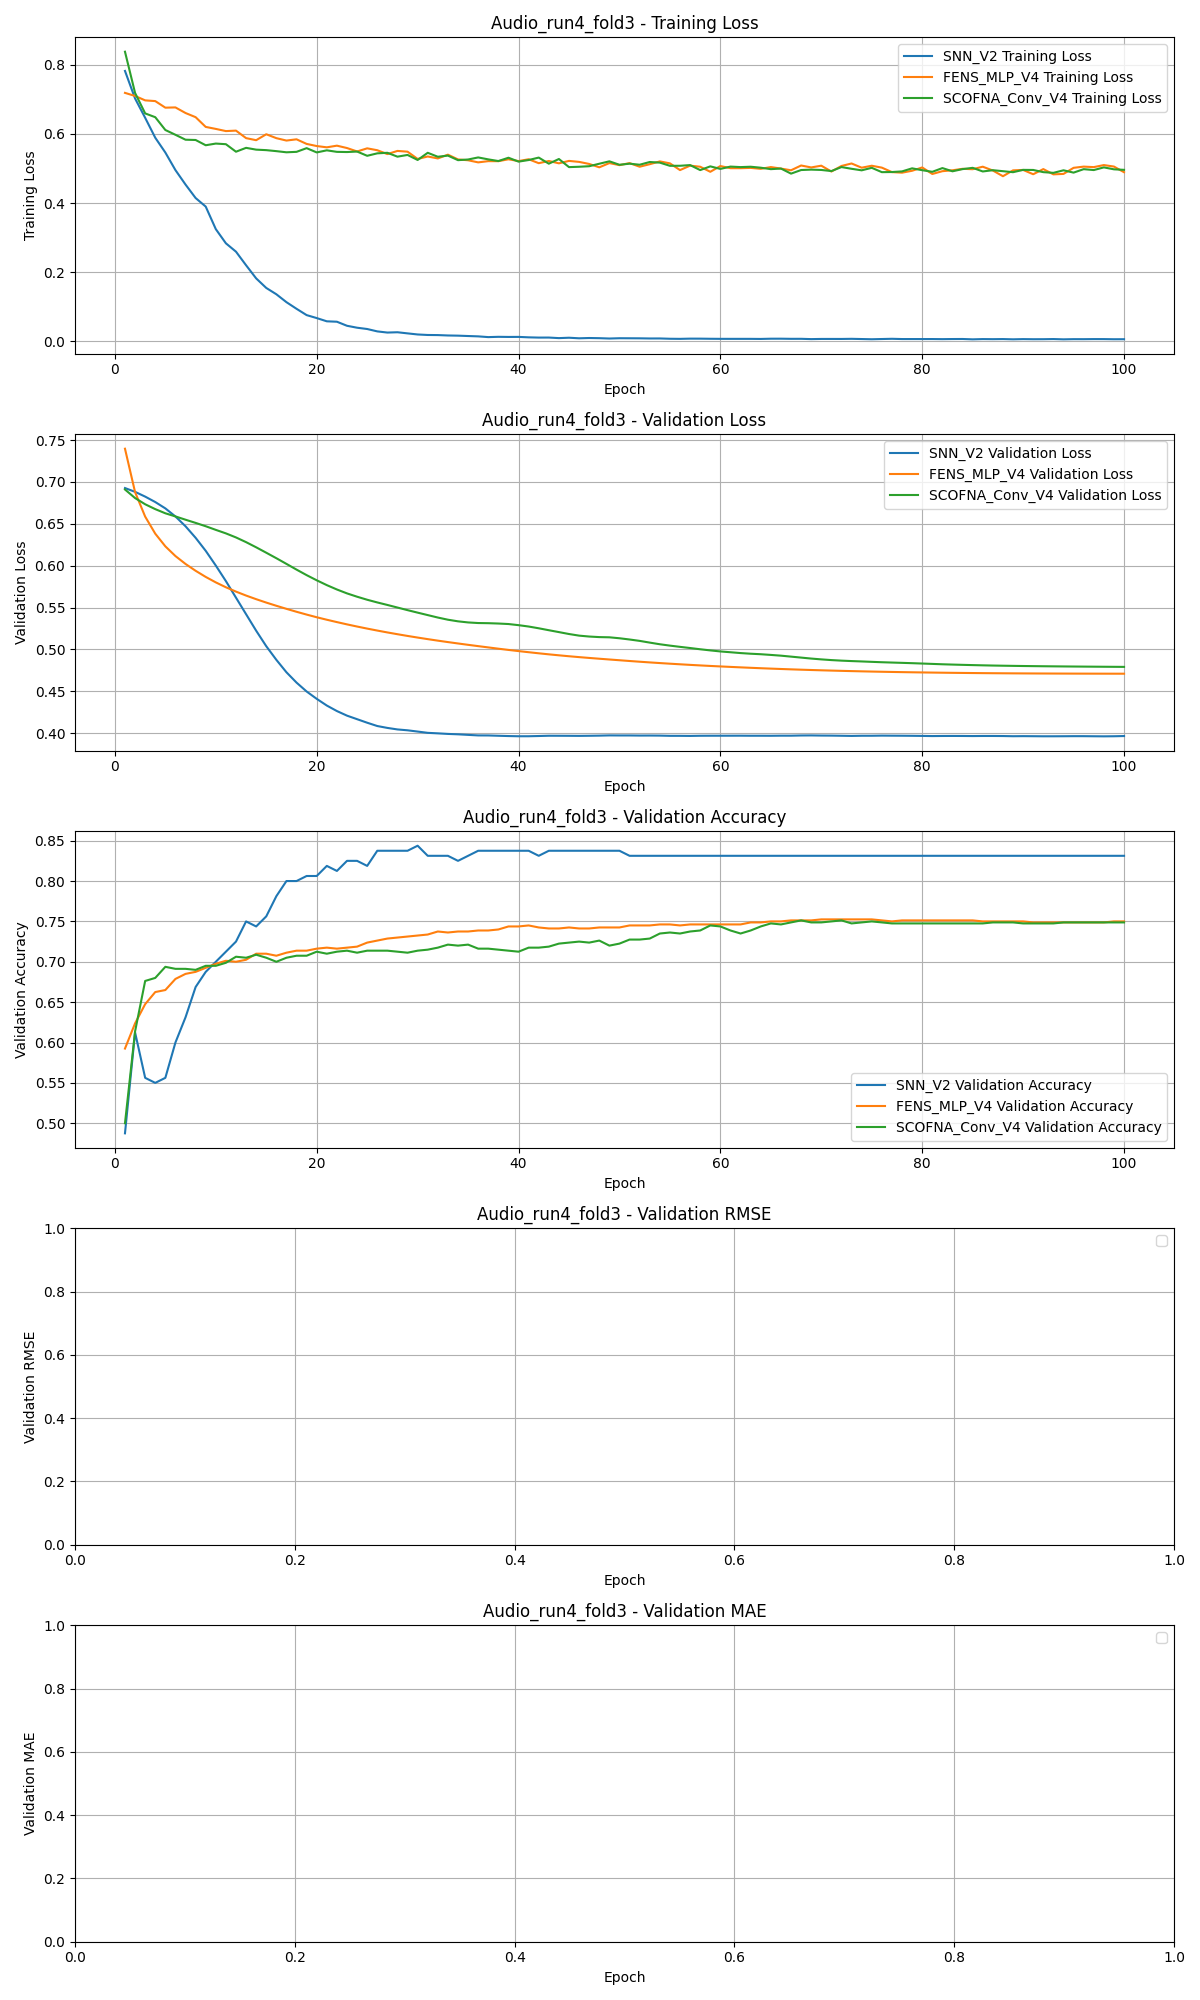 Audio_run4_fold3 - Training Loss
SNN_V2 Training Loss
FENS_MLP_V4 Training Loss
SCOFNA_Conv_V4 Training Loss
Training Loss
0.8
0.6
0.4
0.2
0.0
0 20 40 60 80 100
Epoch
Audio_run4_fold3 - Validation Loss
SNN_V2 Validation Loss
FENS_MLP_V4 Validation Loss
SCOFNA_Conv_V4 Validation Loss
Validation Loss
0.75
0.70
0.65
0.60
0.55
0.50
0.45
0.40
0 20 40 60 80 100
Epoch
Audio_run4_fold3 - Validation Accuracy
Validation Accuracy
0.85
0.80
0.75
0.70
0.65
0.60
0.55
0.50
SNN_V2 Validation Accuracy
FENS_MLP_V4 Validation Accuracy
SCOFNA_Conv_V4 Validation Accuracy
0 20 40 60 80 100
Epoch
Audio_run4_fold3 - Validation RMSE
Validation RMSE
1.0
0.8
0.6
0.4
0.2
0.0
0.0 0.2 0.4 0.6 0.8 1.0
Epoch
Audio_run4_fold3 - Validation MAE
Validation MAE
1.0
0.8
0.6
0.4
0.2
0.0
0.0 0.2 0.4 0.6 0.8 1.0
Epoch